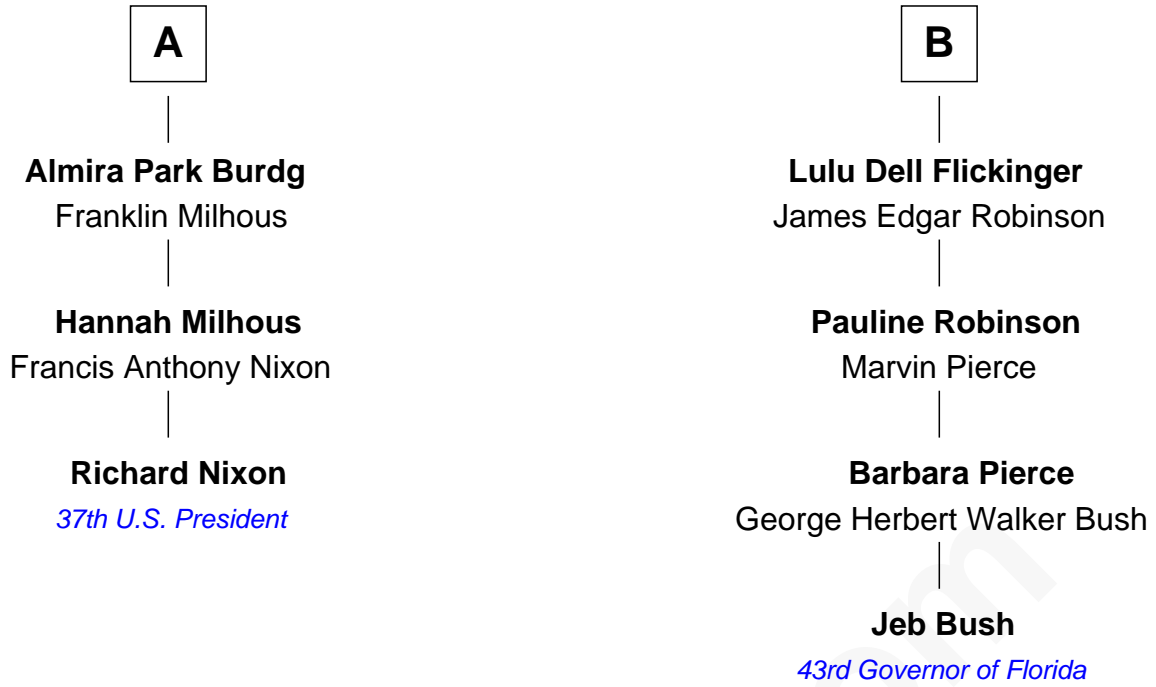 A
Almira Park Burdg
Franklin Milhous
Hannah Milhous
Francis Anthony Nixon
Richard Nixon
37th U.S. President
B
Lulu Dell Flickinger
James Edgar Robinson
Pauline Robinson
Marvin Pierce
Barbara Pierce
George Herbert Walker Bush
Jeb Bush
43rd Governor of Florida
om